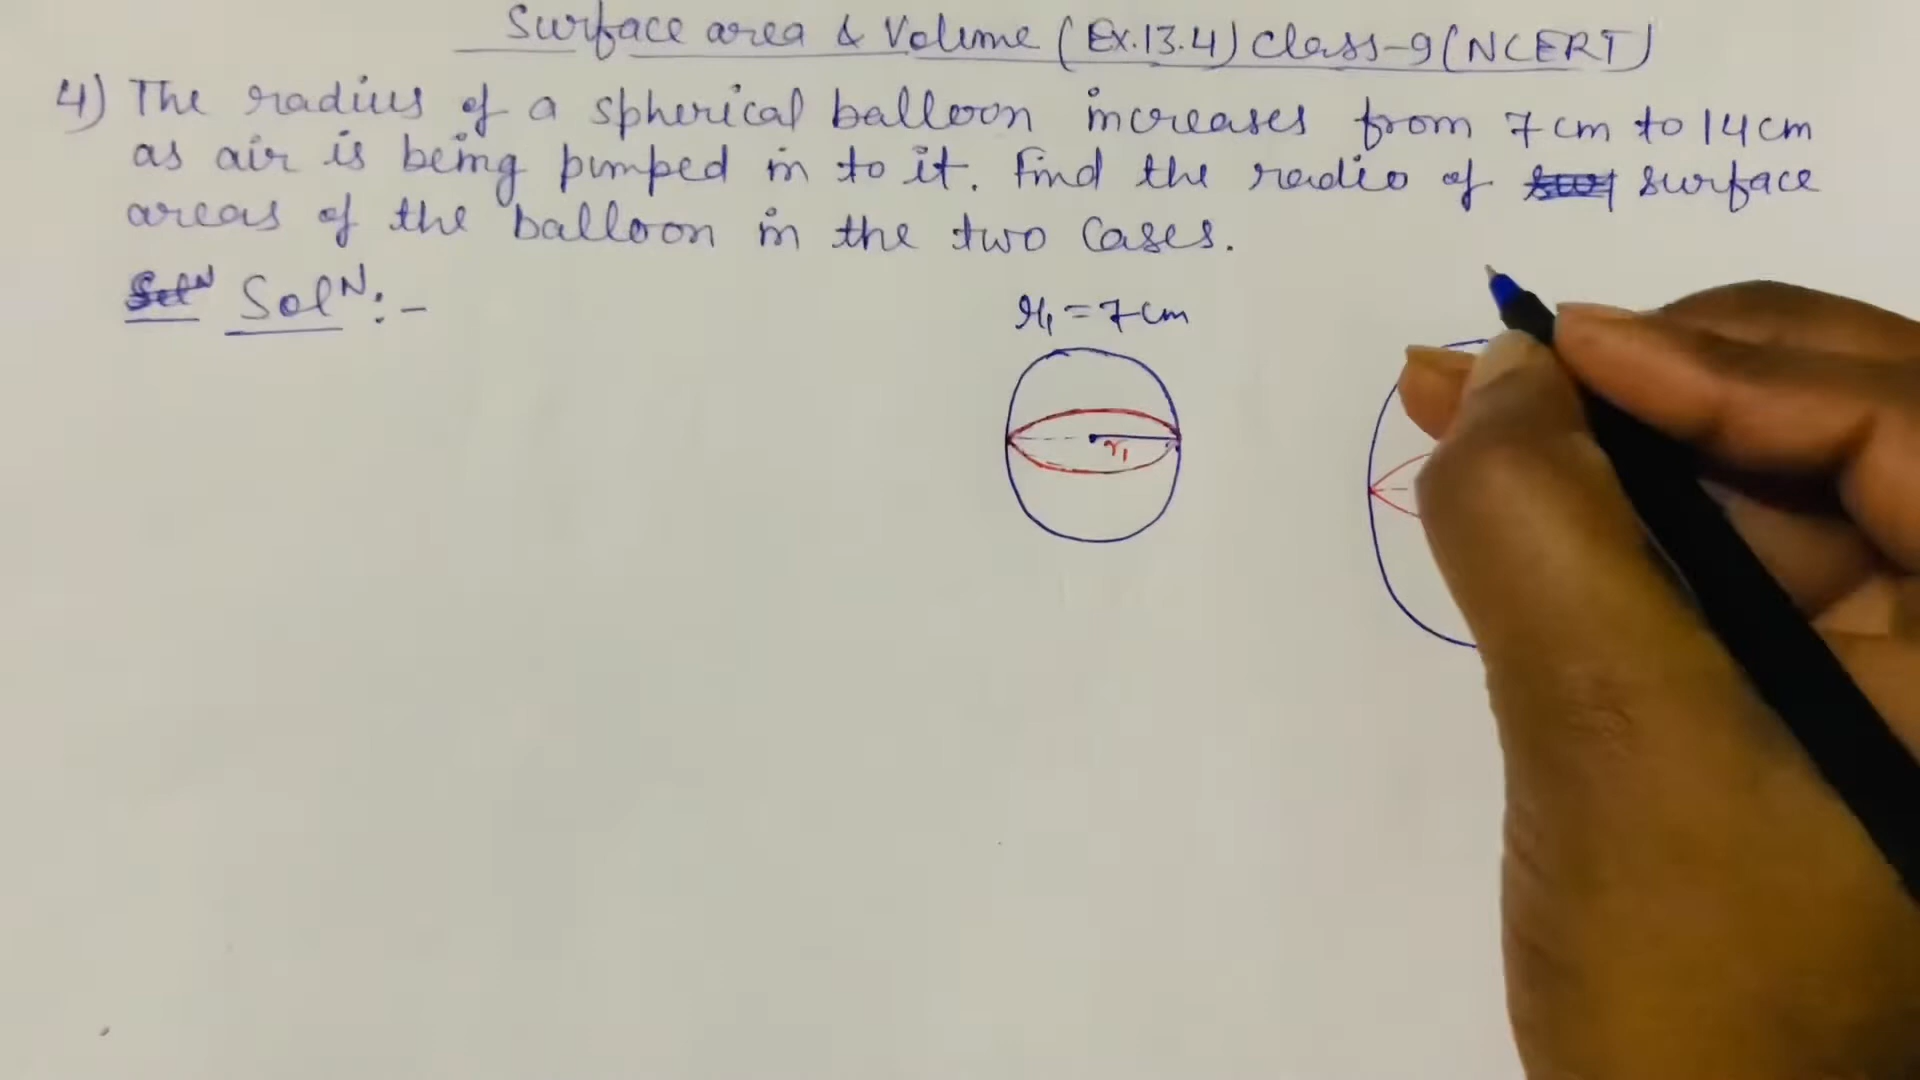 Surface area & Volume (Ex.13.4) Class-9 (NCERT)
4) The radius of a spherical balloon increases from 7cm to 14cm
as air is being pumped in to it. Find the radio of surface
areas of the balloon in the two cases.
Solᴺ Solᴺ:-
r₁ = 7cm
r₁